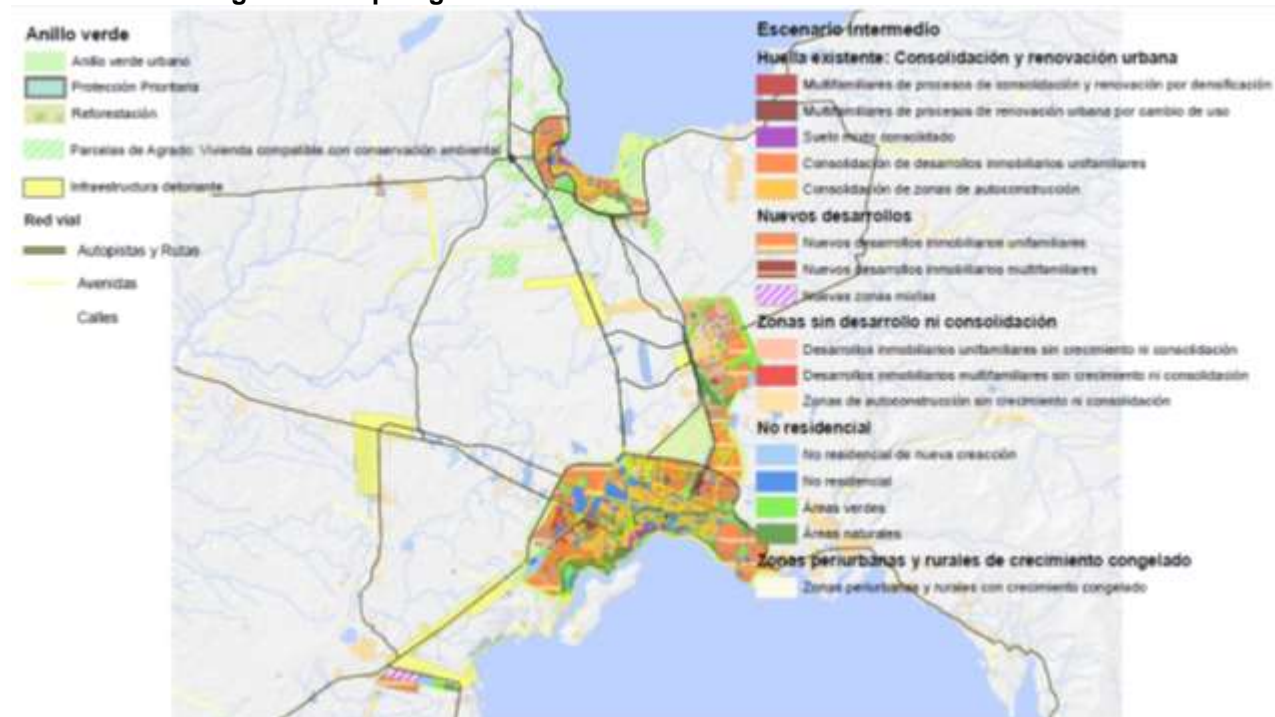 Anillo verde
Anillo verde urbano
Protección Prioritaria
Reforestación
Parcelas de Agrado: Vivienda compatible con conservación ambiental
Infraestructura detonante
Red vial
Autopistas y Rutas
Avenidas
Calles
Escenario Intermedio
Huella existente: Consolidación y renovación urbana
Multifamiliares de procesos de consolidación y renovación por densificación
Multifamiliares de procesos de renovación urbana por cambio de uso
Suelo mixto consolidado
Consolidación de desarrollos inmobiliarios unifamiliares
Consolidación de zonas de autoconstrucción
Nuevos desarrollos
Nuevos desarrollos inmobiliarios unifamiliares
Nuevos desarrollos inmobiliarios multifamiliares
Nuevas zonas mixtas
Zonas sin desarrollo ni consolidación
Desarrollos inmobiliarios unifamiliares sin crecimiento ni consolidación
Desarrollos inmobiliarios multifamiliares sin crecimiento ni consolidación
Zonas de autoconstrucción sin crecimiento ni consolidación
No residencial
No residencial de nueva creacción
No residencial
Áreas verdes
Áreas naturales
Zonas periurbanas y rurales de crecimiento congelado
Zonas periurbanas y rurales con crecimiento congelado